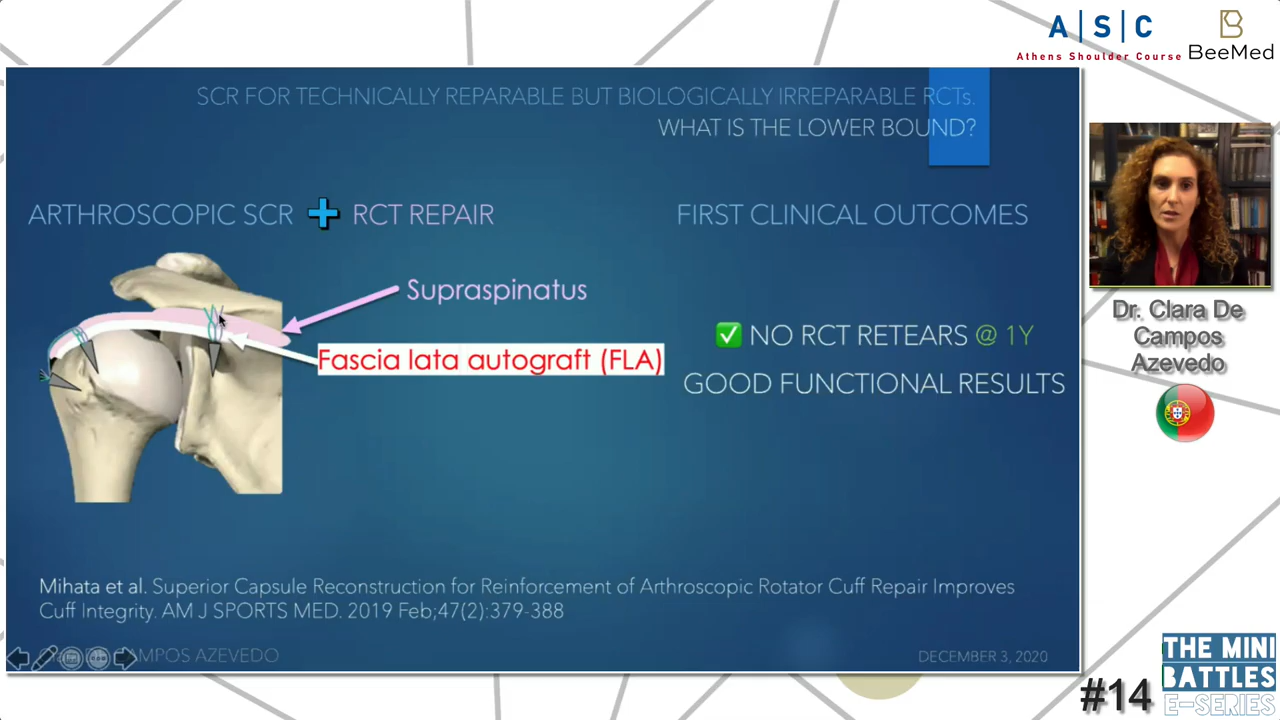 A|S|C
Athens Shoulder Course
BeeMed
SCR FOR TECHNICALLY REPARABLE BUT BIOLOGICALLY IRREPARABLE RCTs.
WHAT IS THE LOWER BOUND?
ARTHROSCOPIC SCR ➕ RCT REPAIR
FIRST CLINICAL OUTCOMES
Supraspinatus
Fascia lata autograft (FLA)
✅ NO RCT RETEARS @ 1Y
GOOD FUNCTIONAL RESULTS
Mihata et al. Superior Capsule Reconstruction for Reinforcement of Arthroscopic Rotator Cuff Repair Improves
Cuff Integrity. AM J SPORTS MED. 2019 Feb;47(2):379-388
CAMPOS AZEVEDO
DECEMBER 3, 2020
Dr. Clara De
Campos
Azevedo
#14
THE MINI
BATTLES
E-SERIES